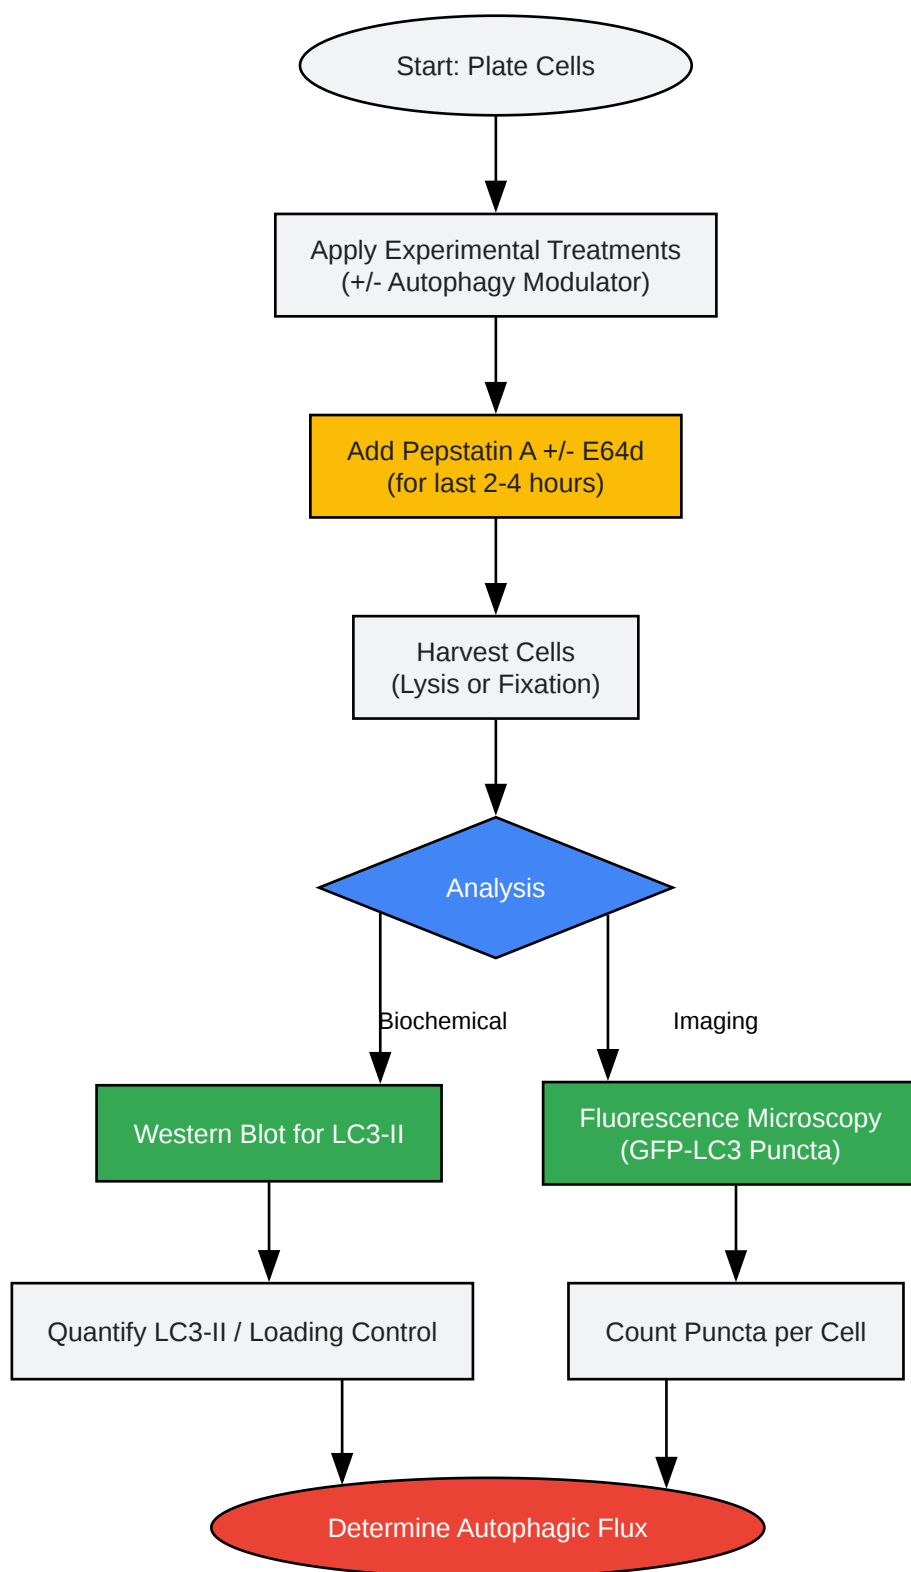 Start: Plate Cells
Apply Experimental Treatments
(+/- Autophagy Modulator)
Add Pepstatin A +/- E64d
(for last 2-4 hours)
Harvest Cells
(Lysis or Fixation)
Analysis
Biochemical
Imaging
Western Blot for LC3-II
Fluorescence Microscopy
(GFP-LC3 Puncta)
Quantify LC3-II / Loading Control
Count Puncta per Cell
Determine Autophagic Flux